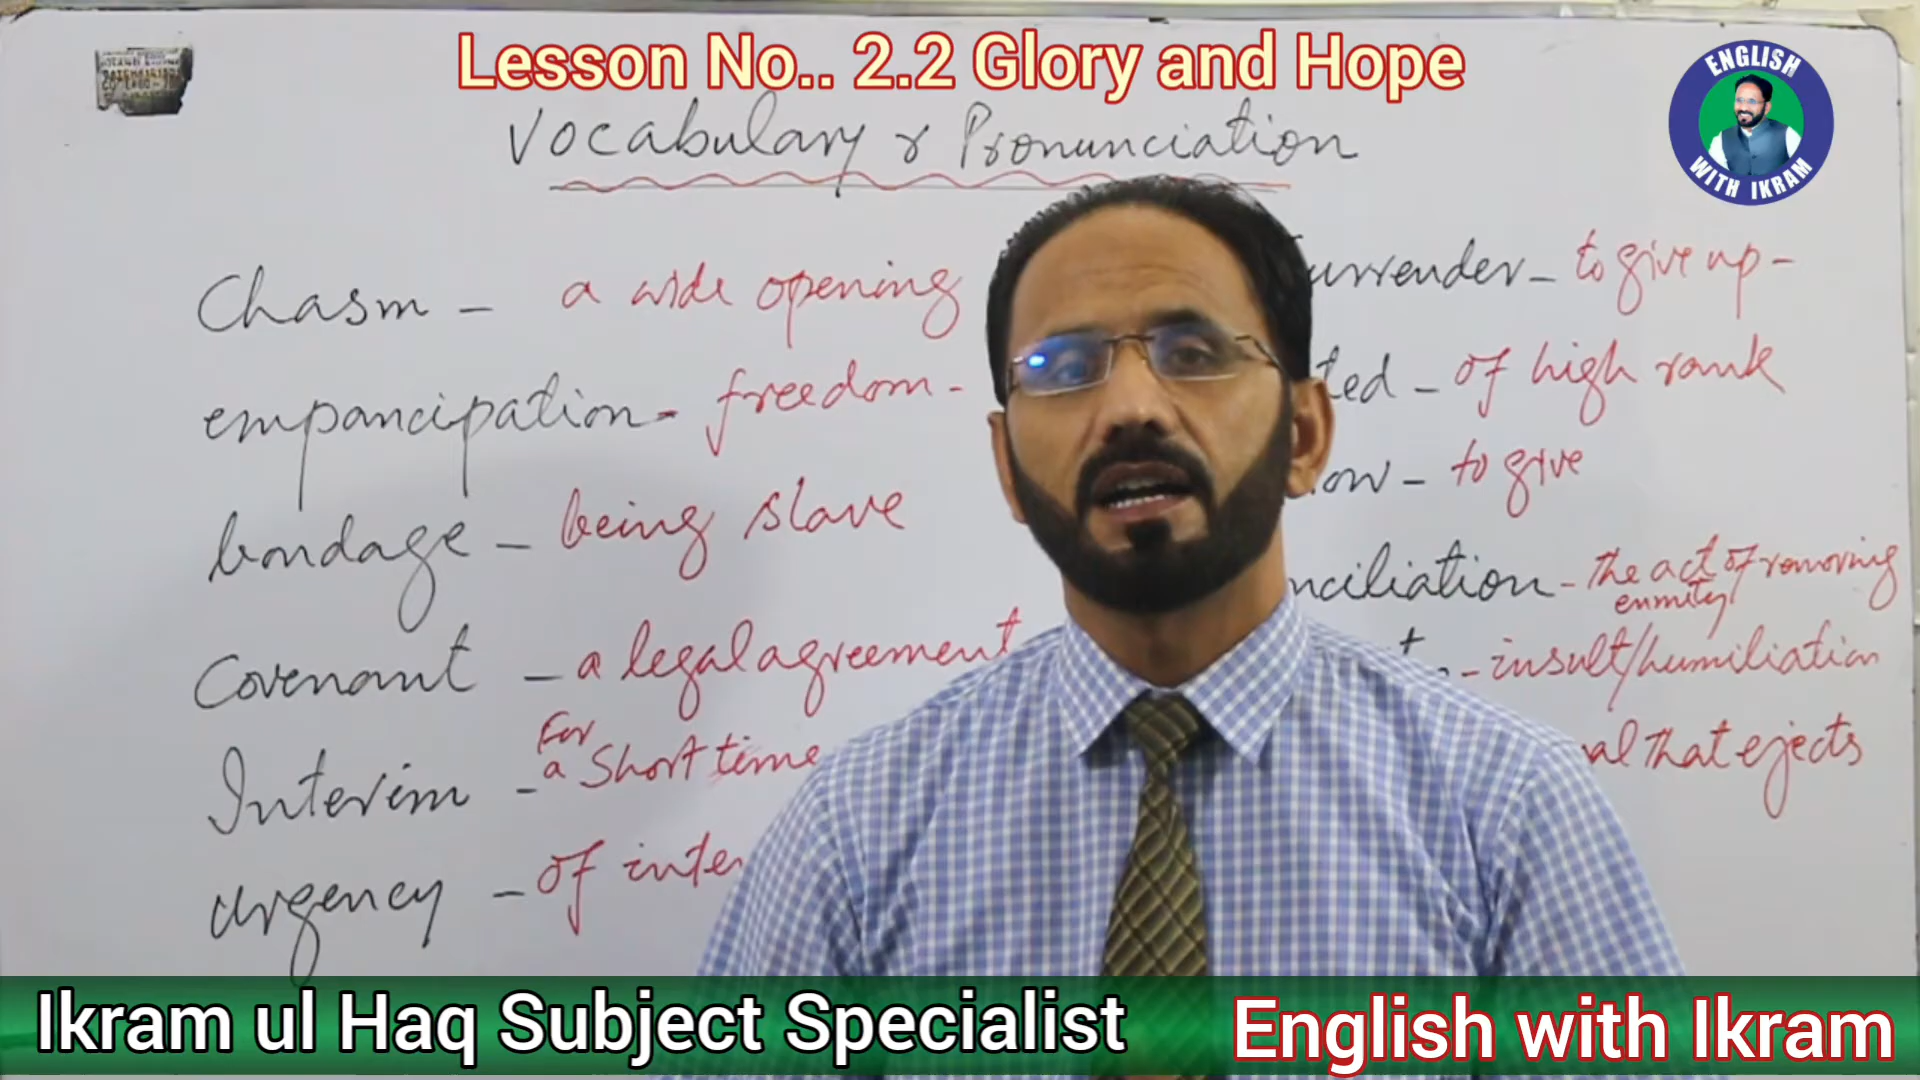 Lesson No.. 2.2 Glory and Hope
ENGLISH
WITH IKRAM
Vocabulary & Pronunciation
Chasm - a wide opening
empancipation - freedom -
bondage - being slave
Covenant - a legal agreement
Interim - For a Short time
urgency - of inter
urrender - to give up -
ted - of high rank
ow - to give
nciliation - the act of removing enmity
- insult/humiliation
al that ejects
Ikram ul Haq Subject Specialist
English with Ikram